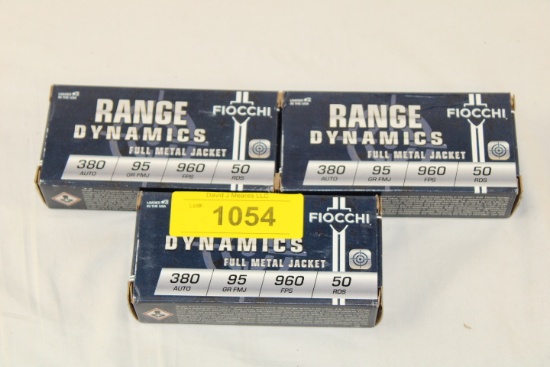 RANGE
DYNAMICS
FULL METAL JACKET
FIOCCHI
380 95 960 50
AUTO GR FMJ FPS RDS
RANGE
DYNAMICS
FULL METAL JACKET
FIOCCHI
380 95 960 50
AUTO GR FMJ FPS RDS
1054
FIOCCHI
DYNAMICS
FULL METAL JACKET
380 95 960 50
AUTO GR FMJ FPS RDS